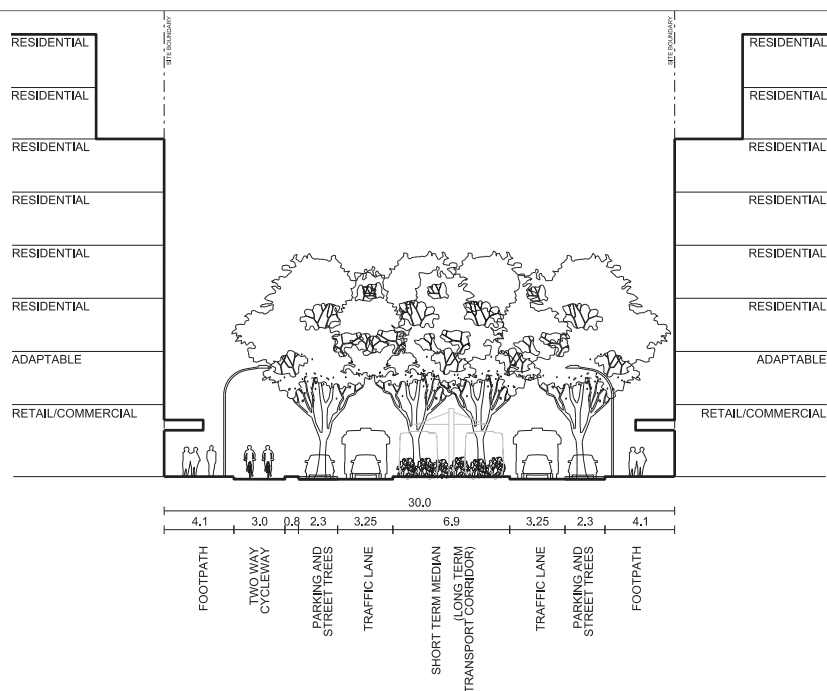 RESIDENTIAL
RESIDENTIAL
RESIDENTIAL
RESIDENTIAL
RESIDENTIAL
RESIDENTIAL
ADAPTABLE
RETAIL/COMMERCIAL
SITE BOUNDARY
SITE BOUNDARY
RESIDENTIAL
RESIDENTIAL
RESIDENTIAL
RESIDENTIAL
RESIDENTIAL
RESIDENTIAL
ADAPTABLE
RETAIL/COMMERCIAL
30.0
4.1 3.0 0.8 2.3 3.25 6.9 3.25 2.3 4.1
FOOTPATH
TWO WAY
CYCLEWAY
PARKING AND
STREET TREES
TRAFFIC LANE
SHORT TERM MEDIAN
(LONG TERM
TRANSPORT CORRIDOR)
TRAFFIC LANE
PARKING AND
STREET TREES
FOOTPATH